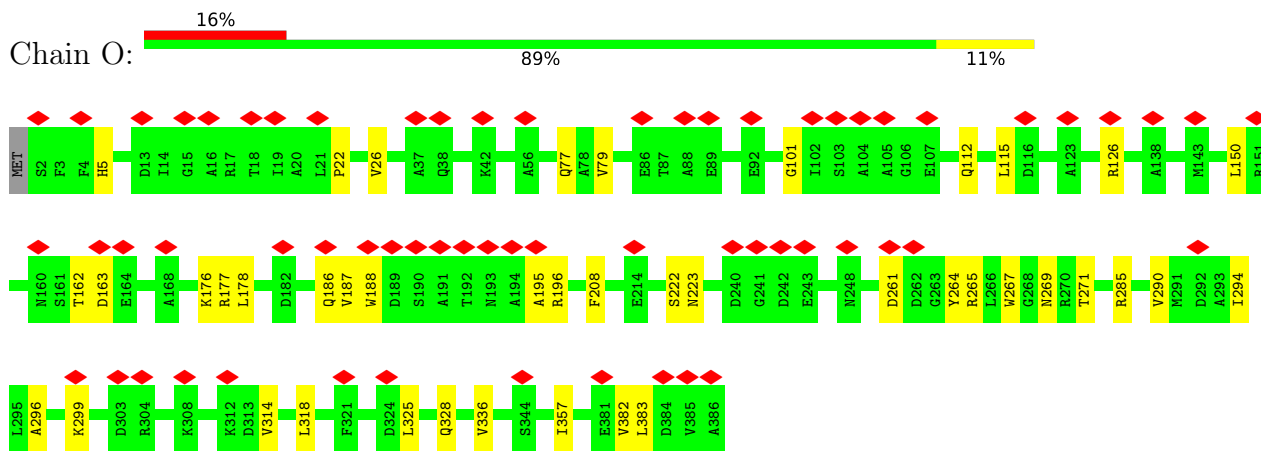 16%
Chain O:
89% 11%
MET S2 F3 F4 H5 D13 I14 G15 A16 R17 T18 I19 A20 L21 P22 V26 A37 Q38 K42 A56 Q77 A78 V79 E86 T87 A88 E89 E92 G101 I102 S103 A104 A105 G106 E107 Q112 L115 D116 A123 R126 A138 M143 L150 R151
N160 S161 T162 D163 E164 A168 K176 R177 L178 D182 Q186 V187 W188 D189 S190 A191 T192 N193 A194 A195 R196 F208 E214 S222 N223 D240 G241 D242 E243 N248 D261 D262 G263 Y264 R265 L266 W267 G268 N269 R270 T271 R285 V290 M291 D292 A293 I294
L295 A296 K299 D303 R304 K308 K312 D313 V314 L318 F321 D324 L325 Q328 V336 S344 I357 E381 V382 L383 D384 V385 A386